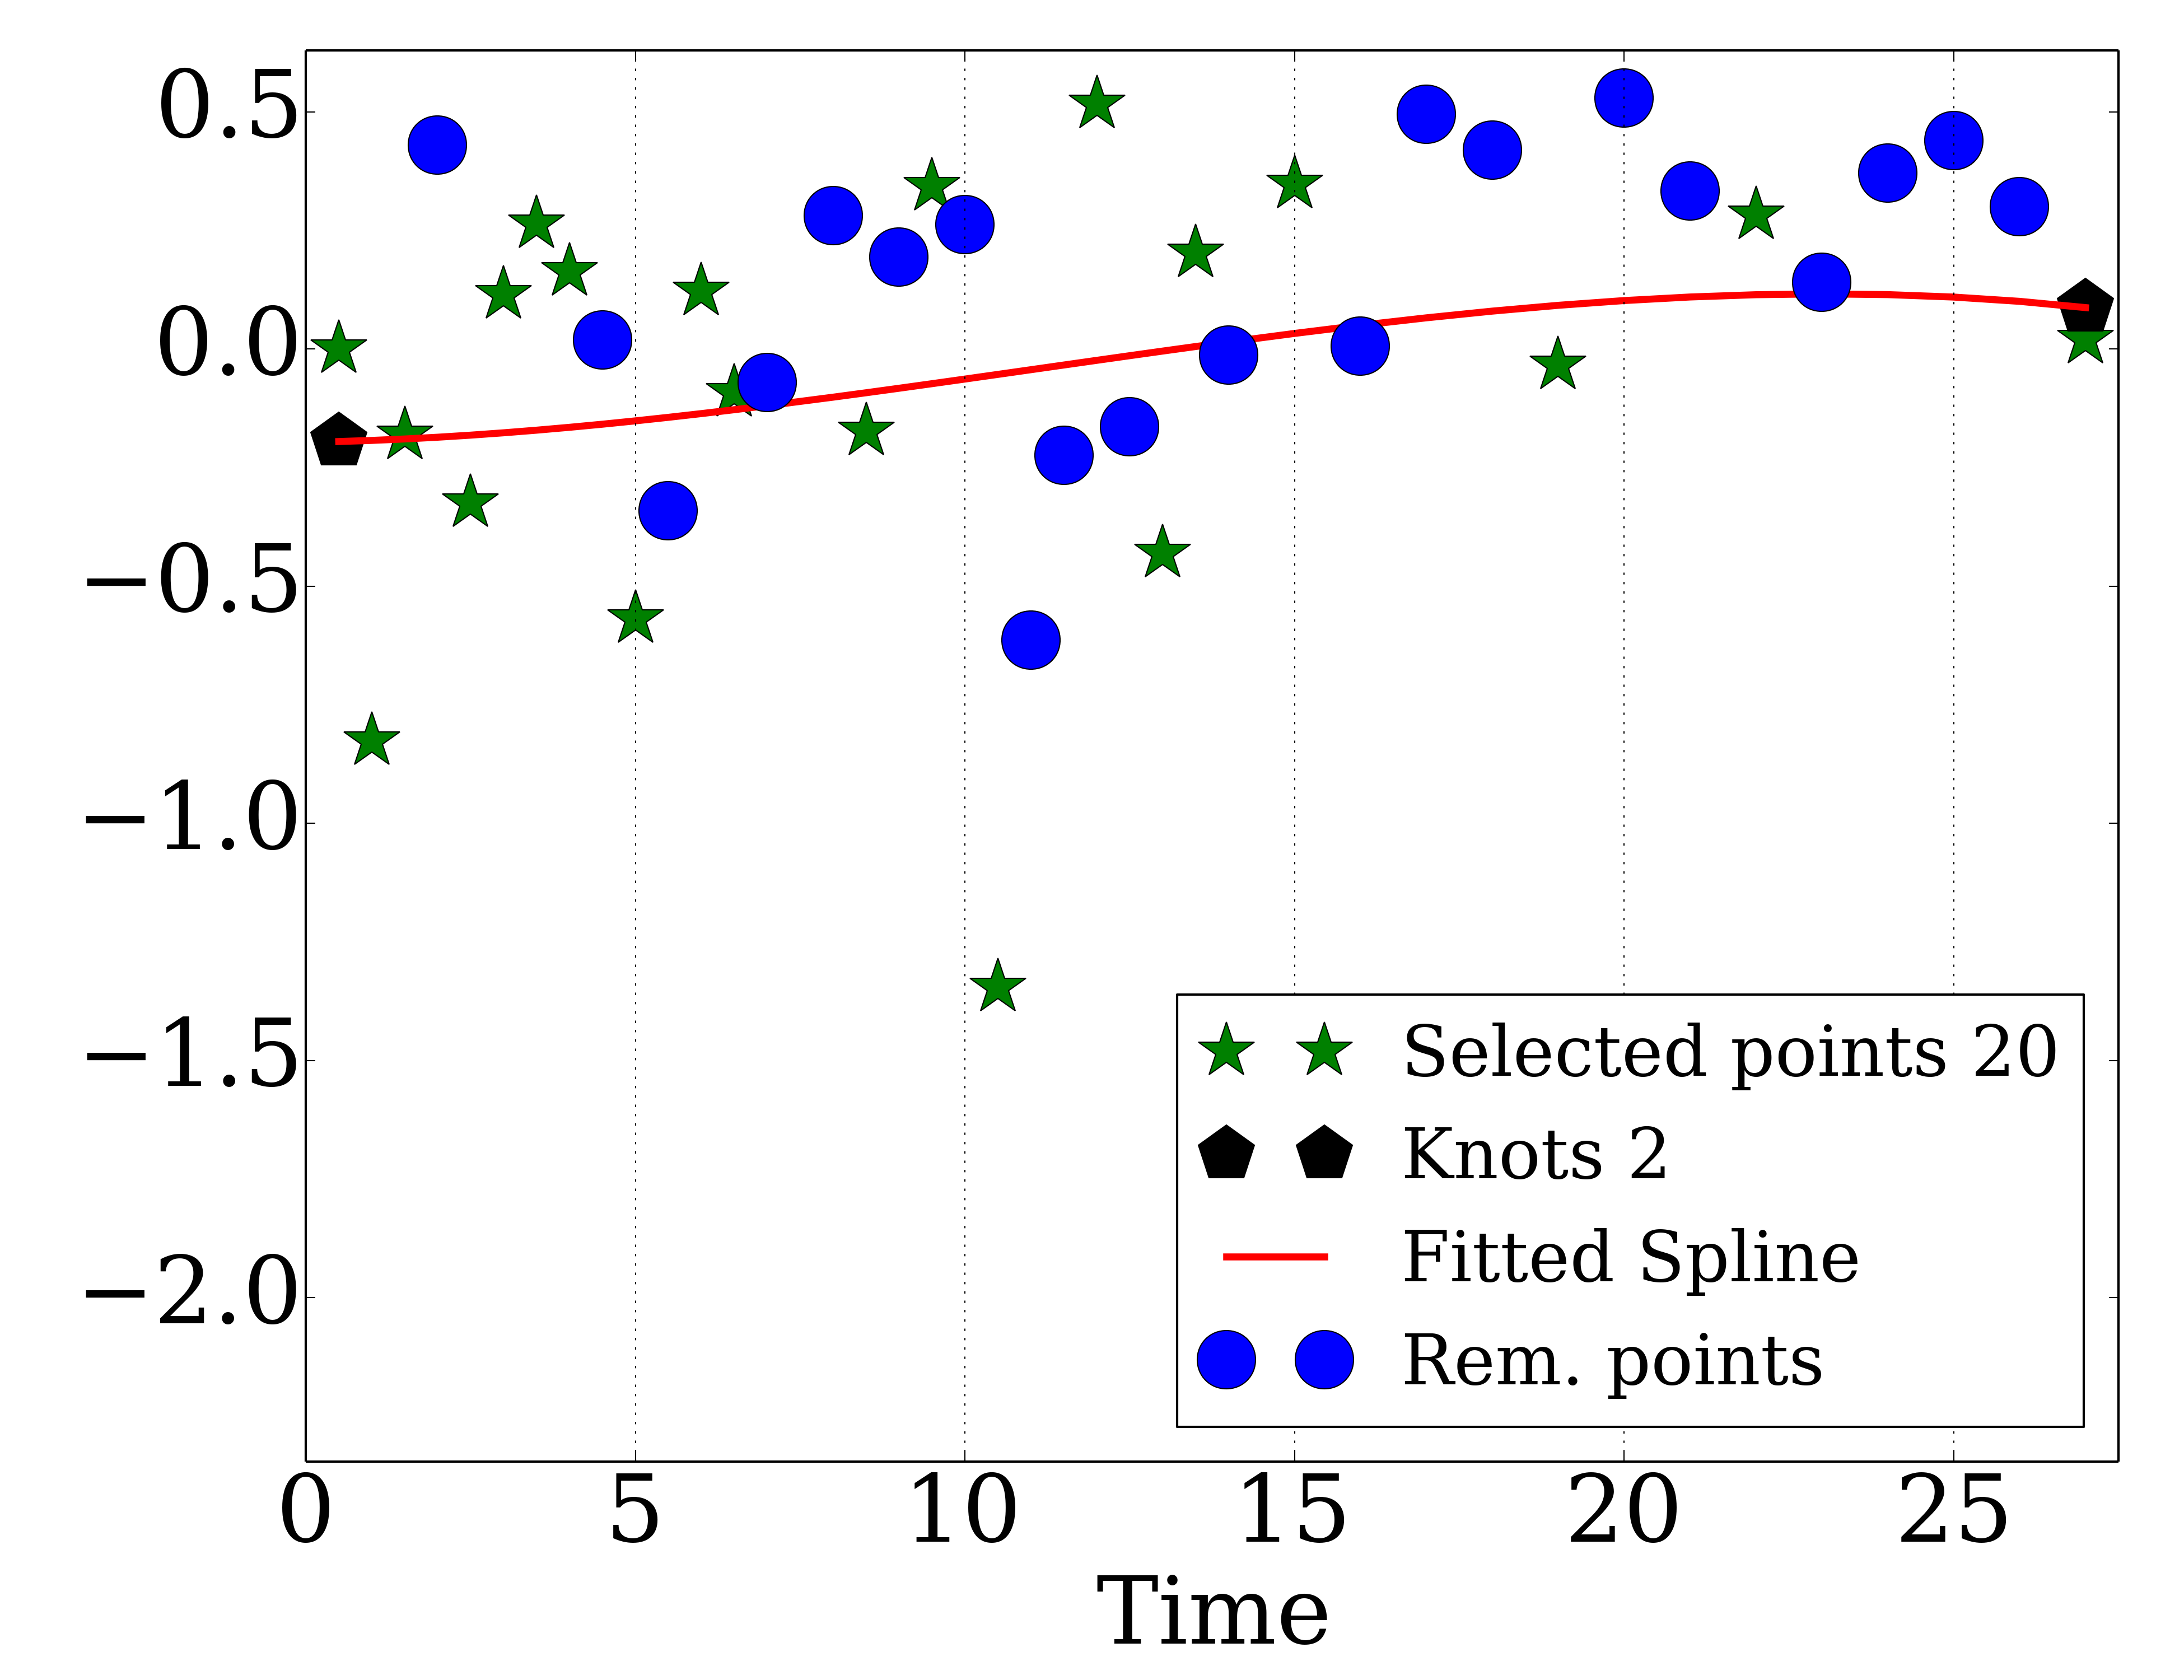 0.5
0.0
−0.5
−1.0
−1.5
−2.0
Selected points 20
Knots 2
Fitted Spline
Rem. points
0 5 10 15 20 25
Time